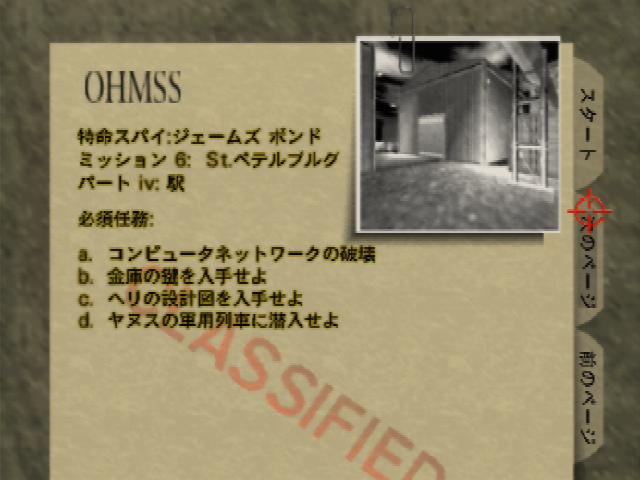 OHMSS
特命スパイ:ジェームズ ボンド
ミッション 6: St.ペテルブルグ
パート iv: 駅
必須任務:
a. コンピュータネットワークの破壊
b. 金庫の鍵を入手せよ
c. ヘリの設計図を入手せよ
d. ヤヌスの軍用列車に潜入せよ
CLASSIFIED
スタート
次のページ
前のページ